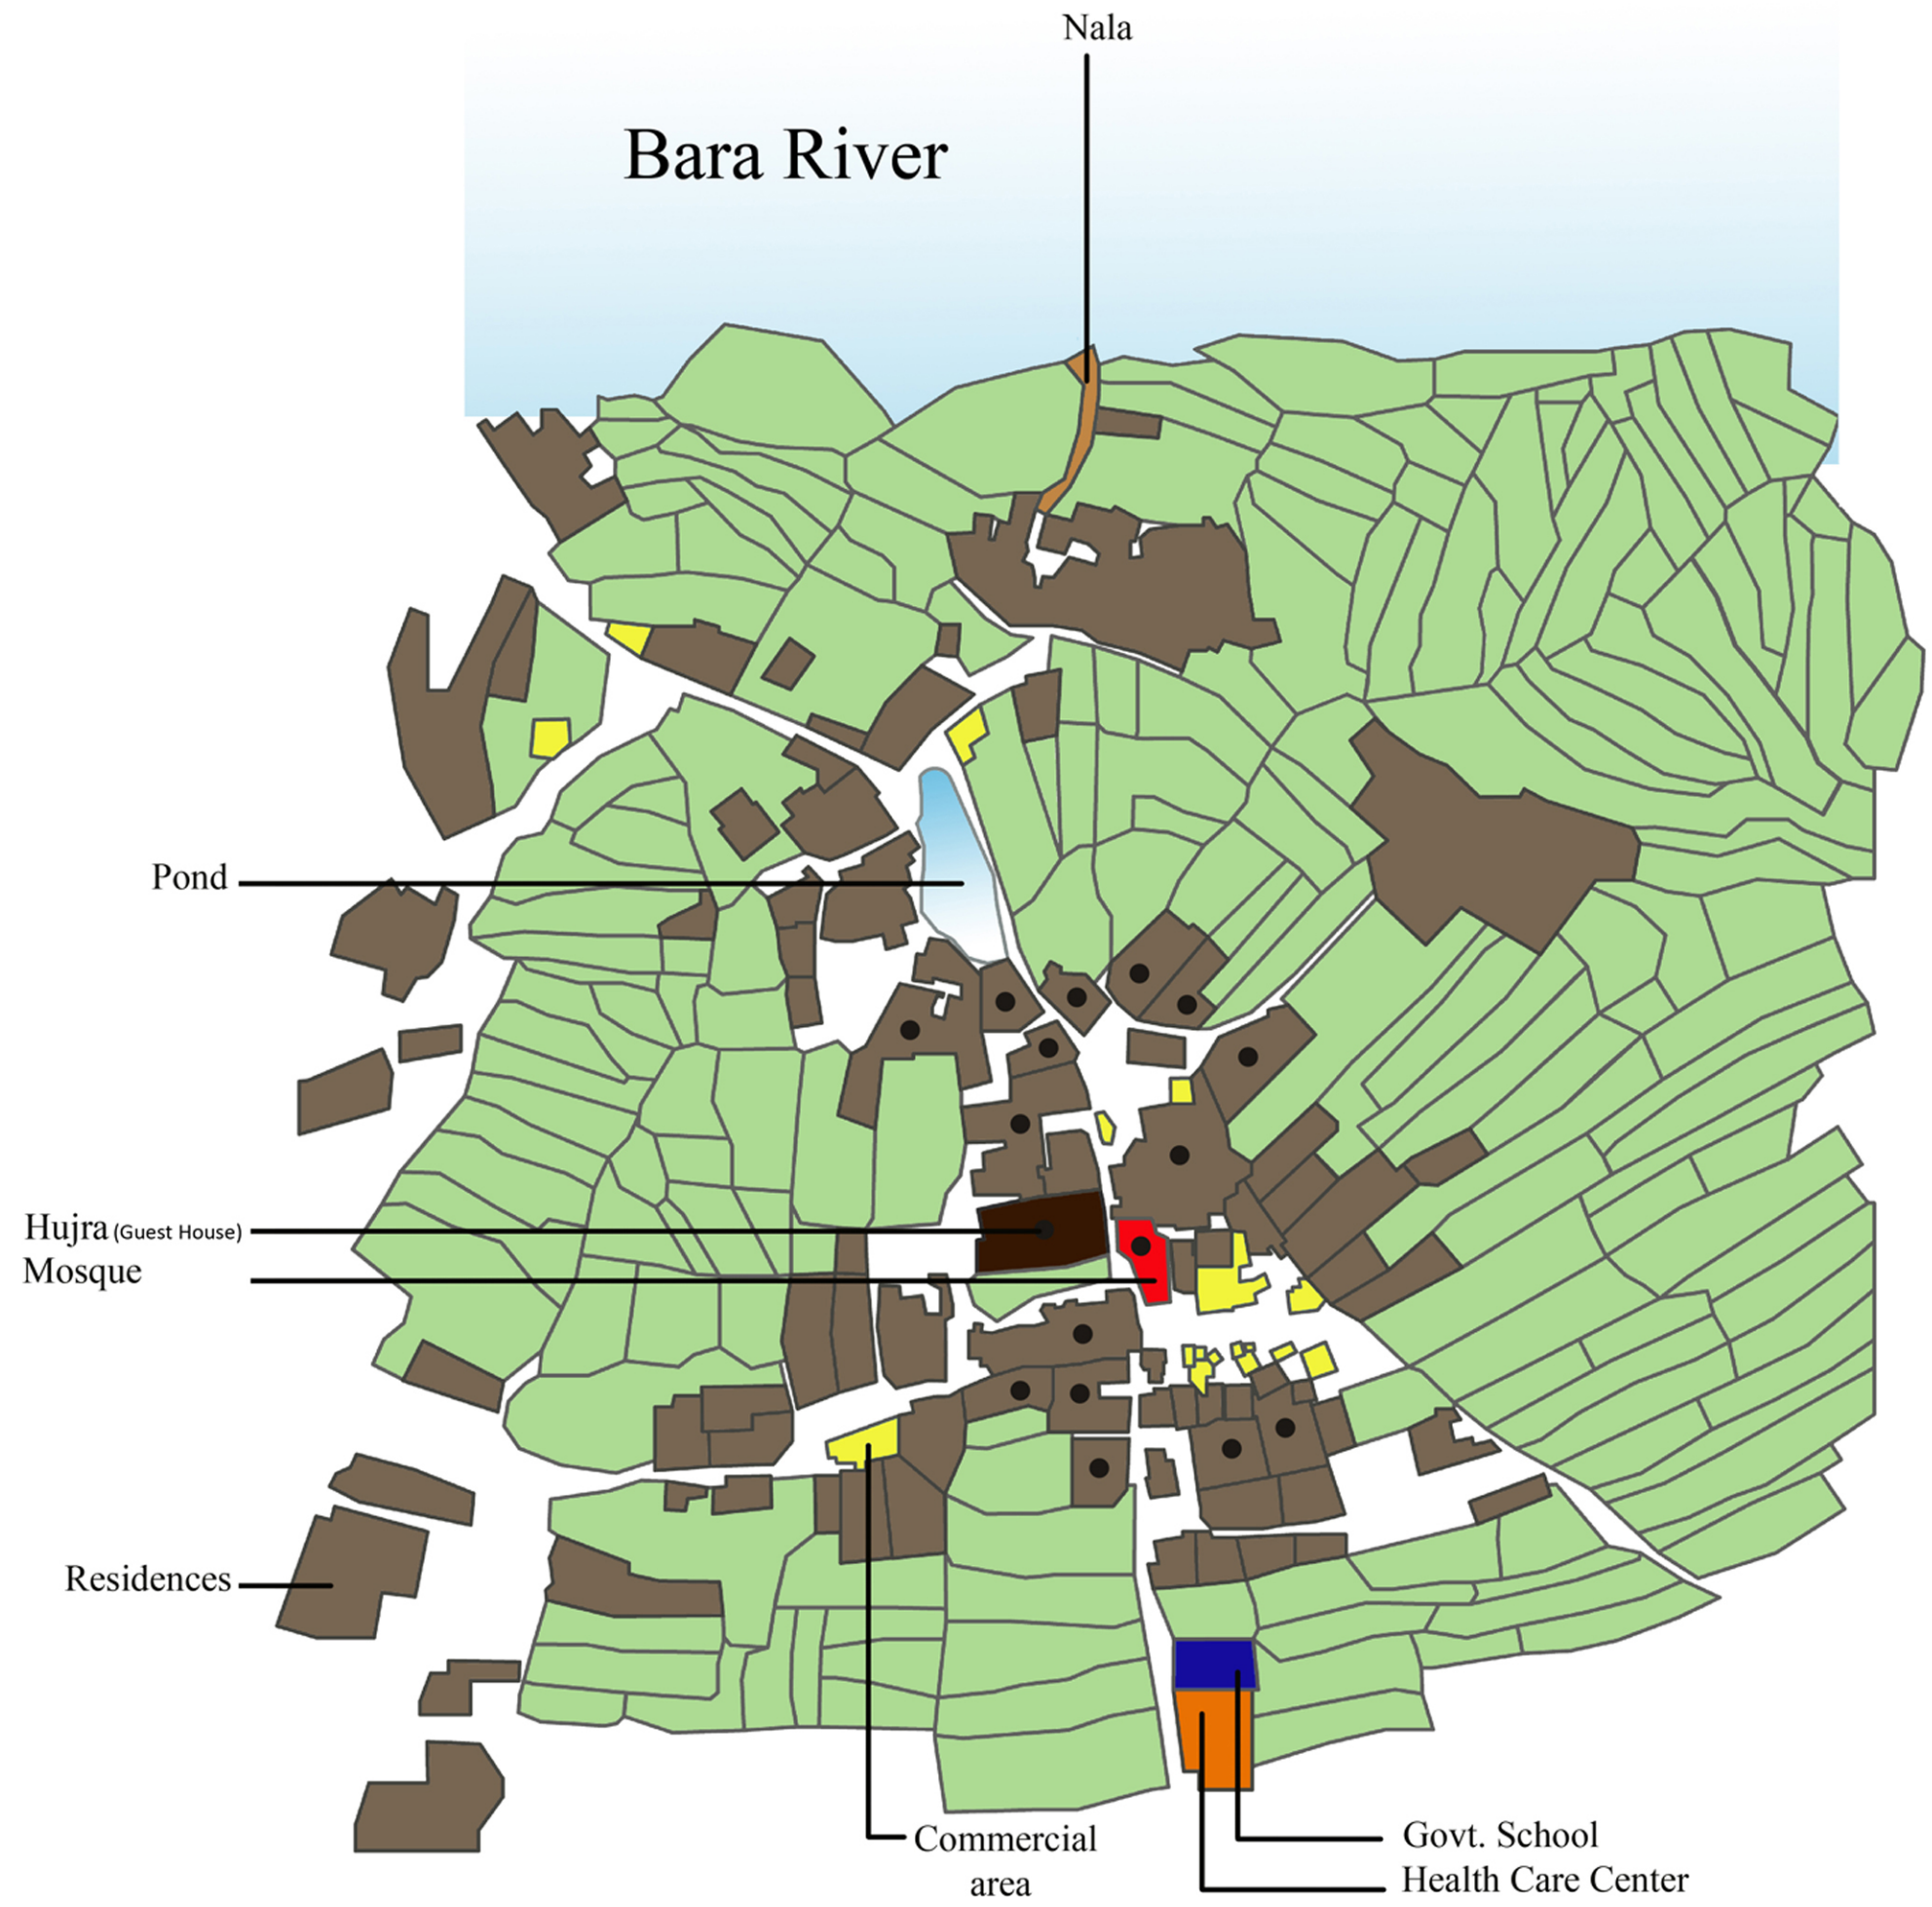 Nala
Bara River
Pond
Hujra (Guest House)
Mosque
Residences
Commercial
area
Govt. School
Health Care Center